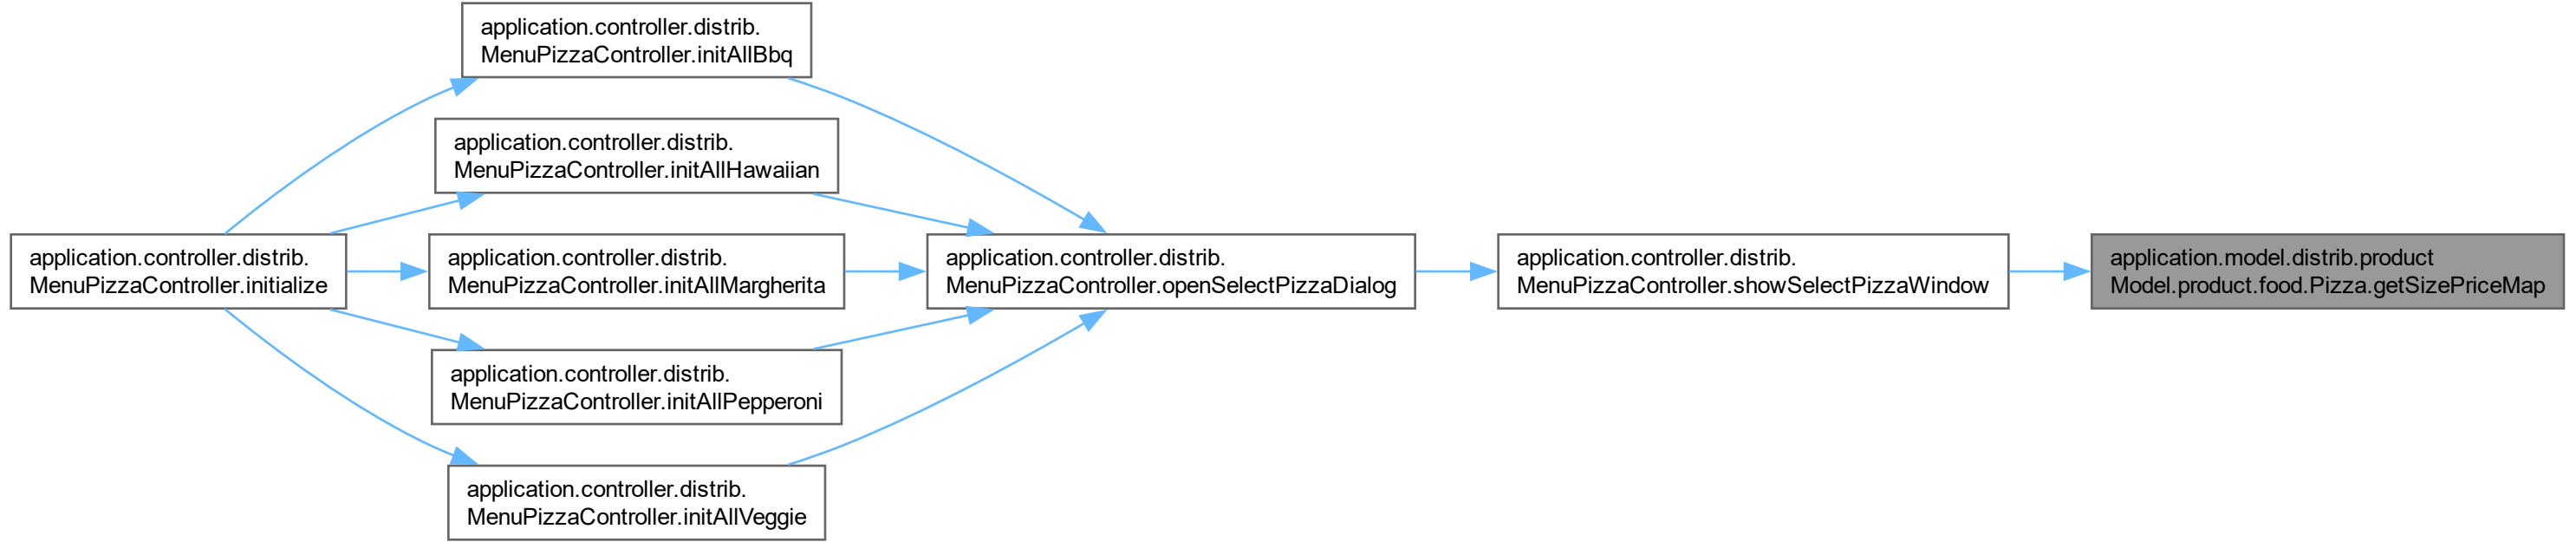 application.controller.distrib.
MenuPizzaController.initAllBbq
application.controller.distrib.
MenuPizzaController.initAllHawaiian
application.controller.distrib.
MenuPizzaController.initialize
application.controller.distrib.
MenuPizzaController.initAllMargherita
application.controller.distrib.
MenuPizzaController.openSelectPizzaDialog
application.controller.distrib.
MenuPizzaController.showSelectPizzaWindow
application.model.distrib.product
Model.product.food.Pizza.getSizePriceMap
application.controller.distrib.
MenuPizzaController.initAllPepperoni
application.controller.distrib.
MenuPizzaController.initAllVeggie